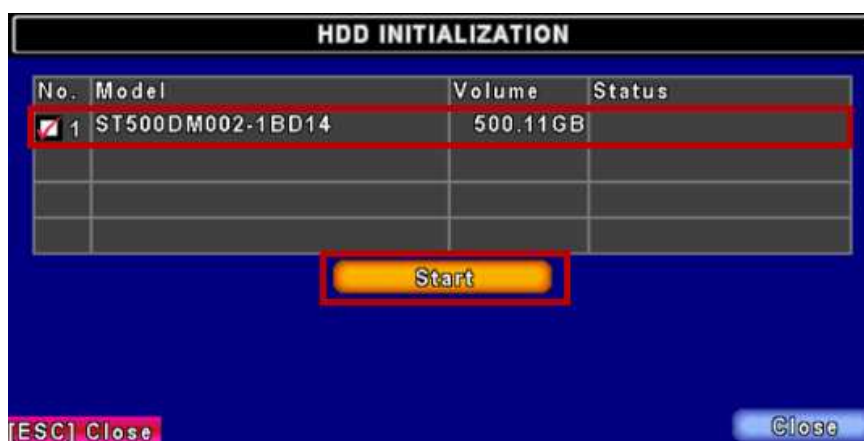 HDD INITIALIZATION
No. Model Volume Status
1 ST500DM002-1BD14 500.11GB
Start
[ESC] Close Close